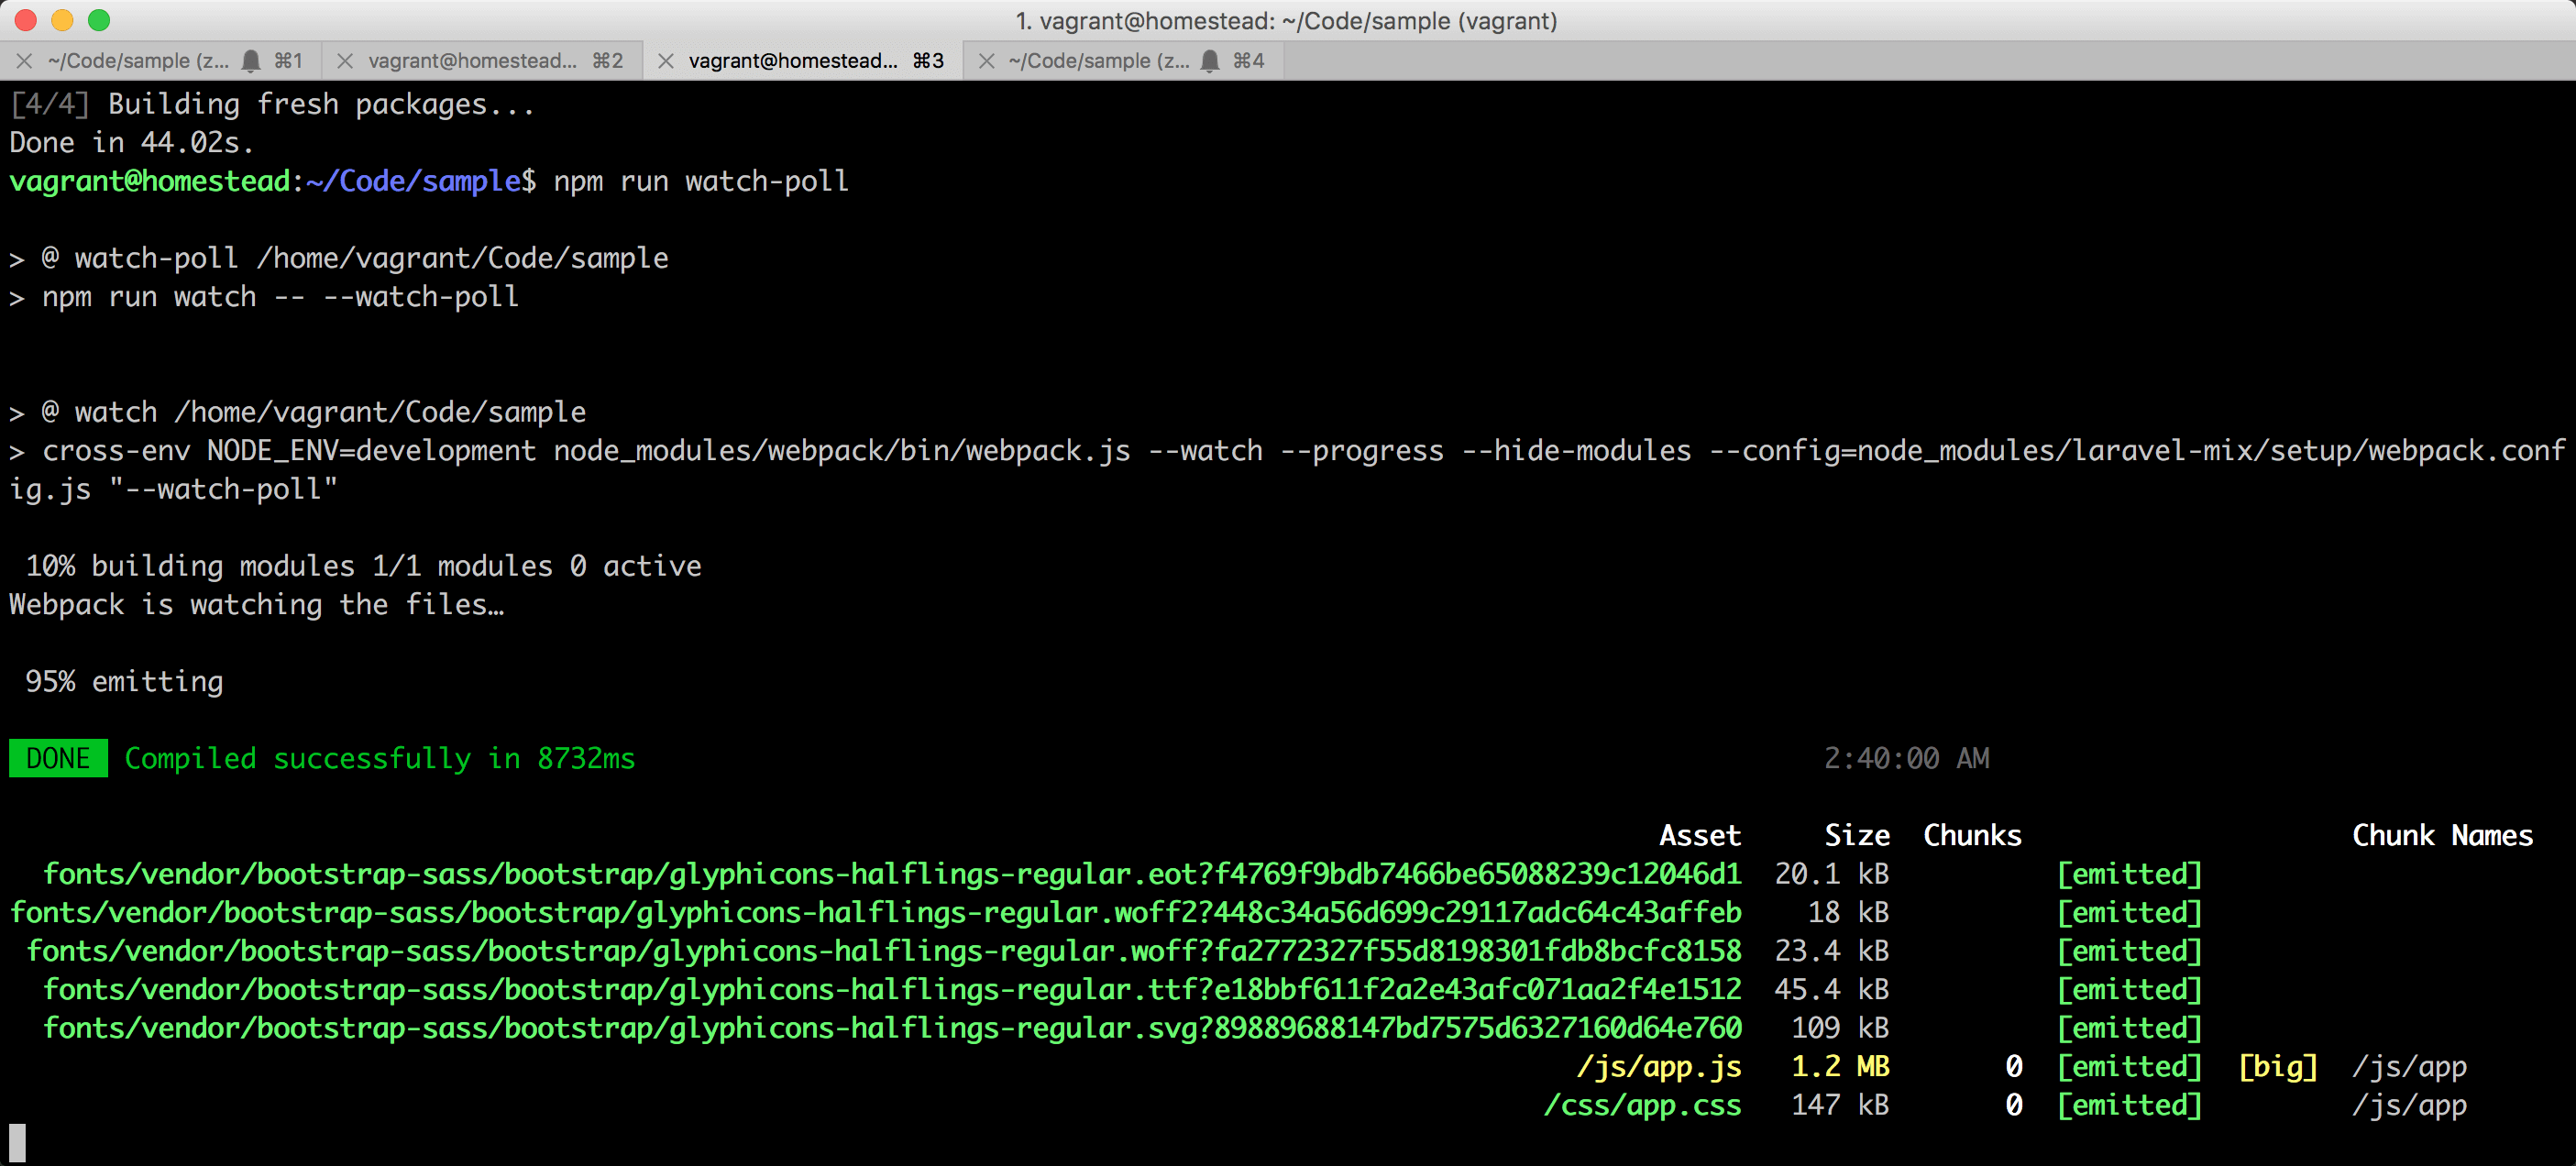 1. vagrant@homestead: ~/Code/sample (vagrant)
~/Code/sample (z... ⌘1 vagrant@homestead... ⌘2 vagrant@homestead... ⌘3 ~/Code/sample (z... ⌘4
[4/4] Building fresh packages...
Done in 44.02s.
vagrant@homestead:~/Code/sample$ npm run watch-poll
> @ watch-poll /home/vagrant/Code/sample
> npm run watch -- --watch-poll
> @ watch /home/vagrant/Code/sample
> cross-env NODE_ENV=development node_modules/webpack/bin/webpack.js --watch --progress --hide-modules --config=node_modules/laravel-mix/setup/webpack.conf
ig.js "--watch-poll"
10% building modules 1/1 modules 0 active
Webpack is watching the files…
95% emitting
DONE Compiled successfully in 8732ms 2:40:00 AM
Asset Size Chunks Chunk Names
fonts/vendor/bootstrap-sass/bootstrap/glyphicons-halflings-regular.eot?f4769f9bdb7466be65088239c12046d1 20.1 kB [emitted]
fonts/vendor/bootstrap-sass/bootstrap/glyphicons-halflings-regular.woff2?448c34a56d699c29117adc64c43affeb 18 kB [emitted]
fonts/vendor/bootstrap-sass/bootstrap/glyphicons-halflings-regular.woff?fa2772327f55d8198301fdb8bcfc8158 23.4 kB [emitted]
fonts/vendor/bootstrap-sass/bootstrap/glyphicons-halflings-regular.ttf?e18bbf611f2a2e43afc071aa2f4e1512 45.4 kB [emitted]
fonts/vendor/bootstrap-sass/bootstrap/glyphicons-halflings-regular.svg?89889688147bd7575d6327160d64e760 109 kB [emitted]
/js/app.js 1.2 MB 0 [emitted] [big] /js/app
/css/app.css 147 kB 0 [emitted] /js/app